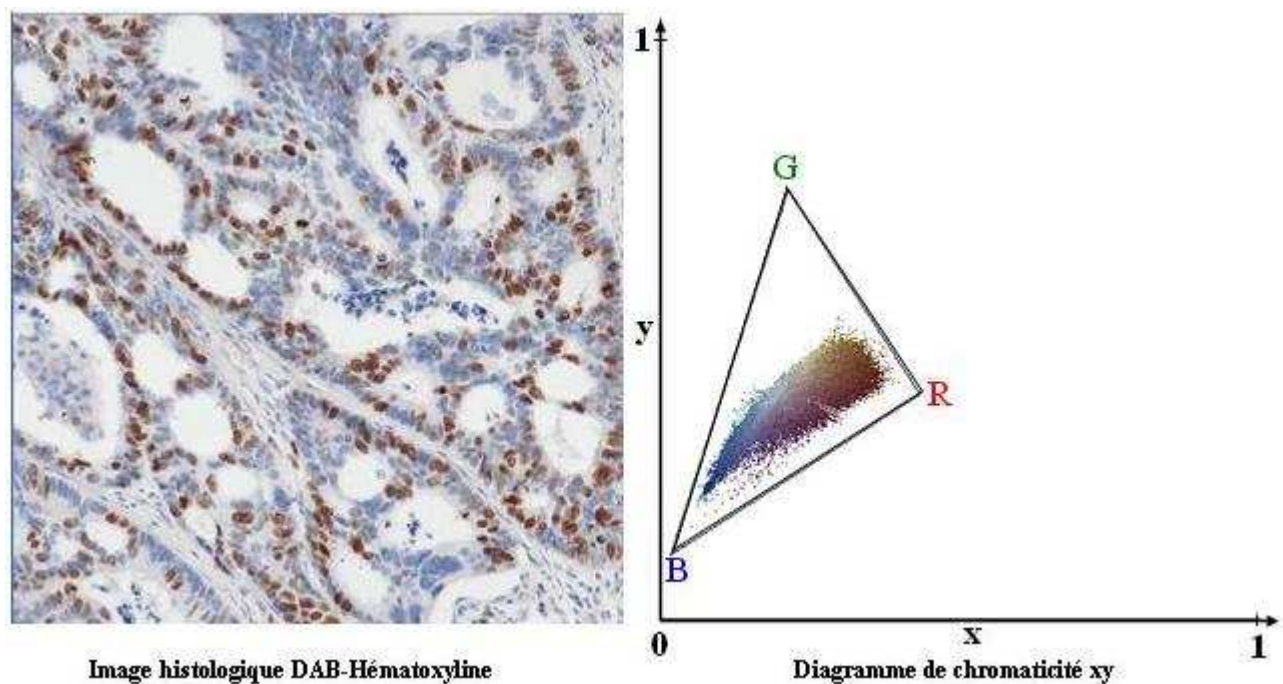 1
G
y
R
B
0
x
1
Image histologique DAB-Hématoxyline
Diagramme de chromaticité xy